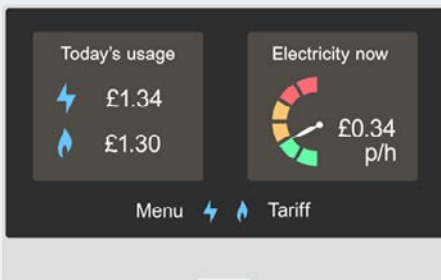 Today's usage
£1.34
£1.30
Electricity now
£0.34
p/h
Menu Tariff